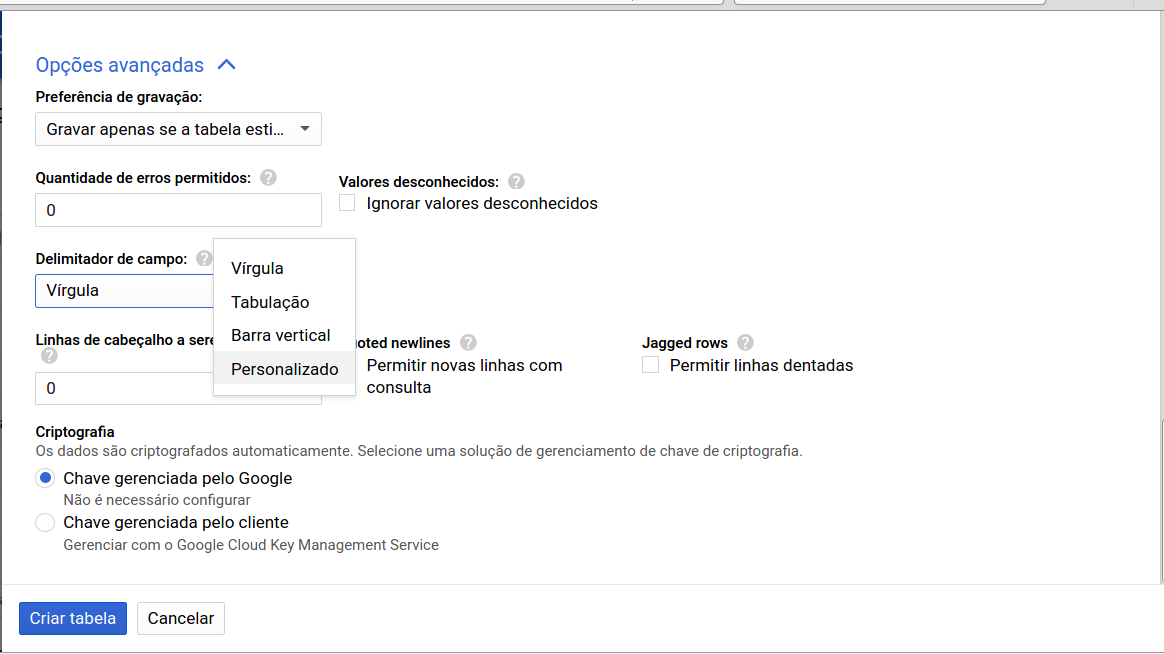 Opções avançadas
Preferência de gravação:
Gravar apenas se a tabela esti...
Quantidade de erros permitidos:
?
0
Valores desconhecidos:
?
Ignorar valores desconhecidos
Delimitador de campo:
?
Vírgula
Vírgula
Tabulação
Barra vertical
Personalizado
Linhas de cabeçalho a sere
?
0
uoted newlines
?
Permitir novas linhas com
consulta
Jagged rows
?
Permitir linhas dentadas
Criptografia
Os dados são criptografados automaticamente. Selecione uma solução de gerenciamento de chave de criptografia.
Chave gerenciada pelo Google
Não é necessário configurar
Chave gerenciada pelo cliente
Gerenciar com o Google Cloud Key Management Service
Criar tabela
Cancelar